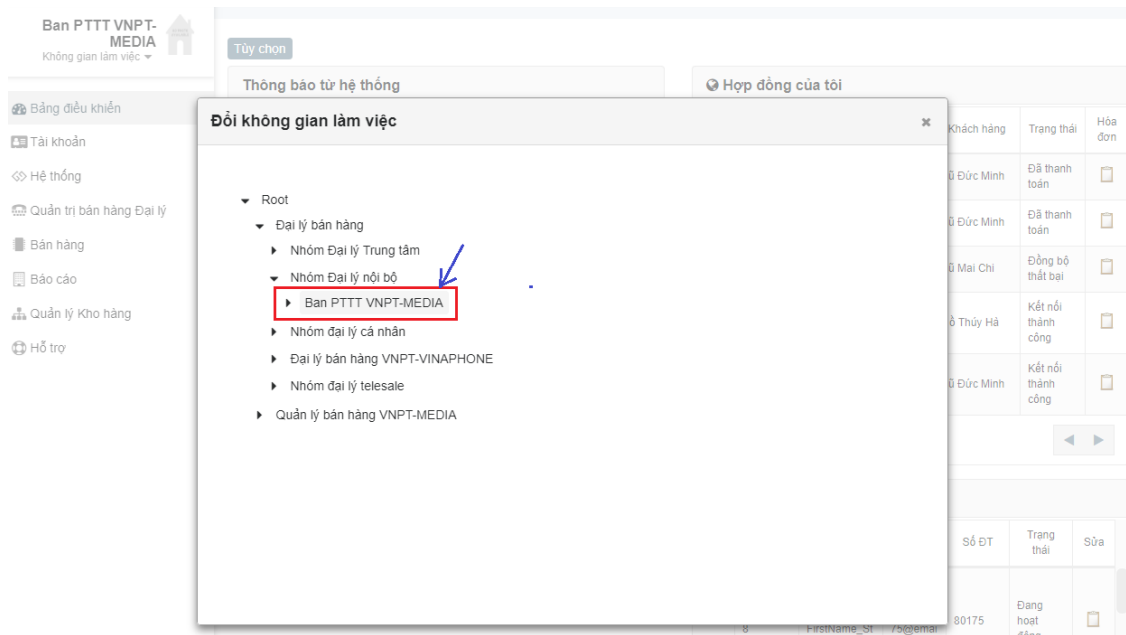 Ban PTTT VNPT-
MEDIA
Không gian làm việc
Tùy chọn
Thông báo từ hệ thống
Hợp đồng của tôi
Bảng điều khiển
Tài khoản
Hệ thống
Quản trị bán hàng Đại lý
Bán hàng
Báo cáo
Quản lý Kho hàng
Hỗ trợ
Đổi không gian làm việc
Root
Đại lý bán hàng
Nhóm Đại lý Trung tâm
Nhóm Đại lý nội bộ
Ban PTTT VNPT-MEDIA
Nhóm đại lý cá nhân
Đại lý bán hàng VNPT-VINAPHONE
Nhóm đại lý telesale
Quản lý bán hàng VNPT-MEDIA
Khách hàng
Trạng thái
Hóa
đơn
Đức Minh
Đã thanh
toán
Đức Minh
Đã thanh
toán
Mai Chi
Đồng bộ
thất bại
Thúy Hà
Kết nối
thành
công
Đức Minh
Kết nối
thành
công
Số ĐT
Trạng
thái
Sửa
8
FirstName_St
75@emai
80175
Đang
hoạt
động